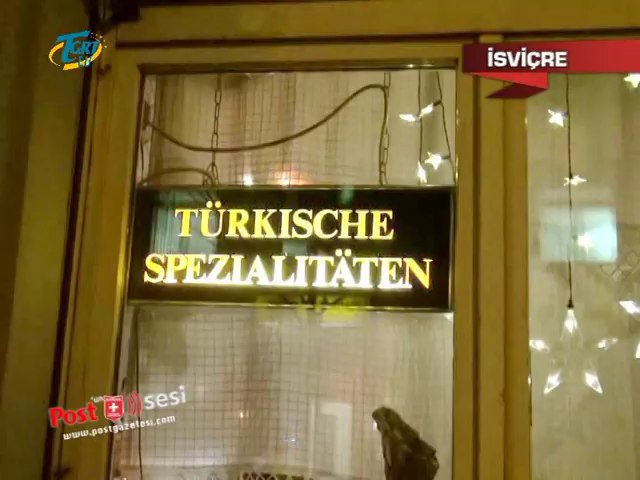 TGRT
İSVİÇRE
TÜRKISCHE
SPEZIALITÄTEN
Post sesi
www.postgazetesi.com